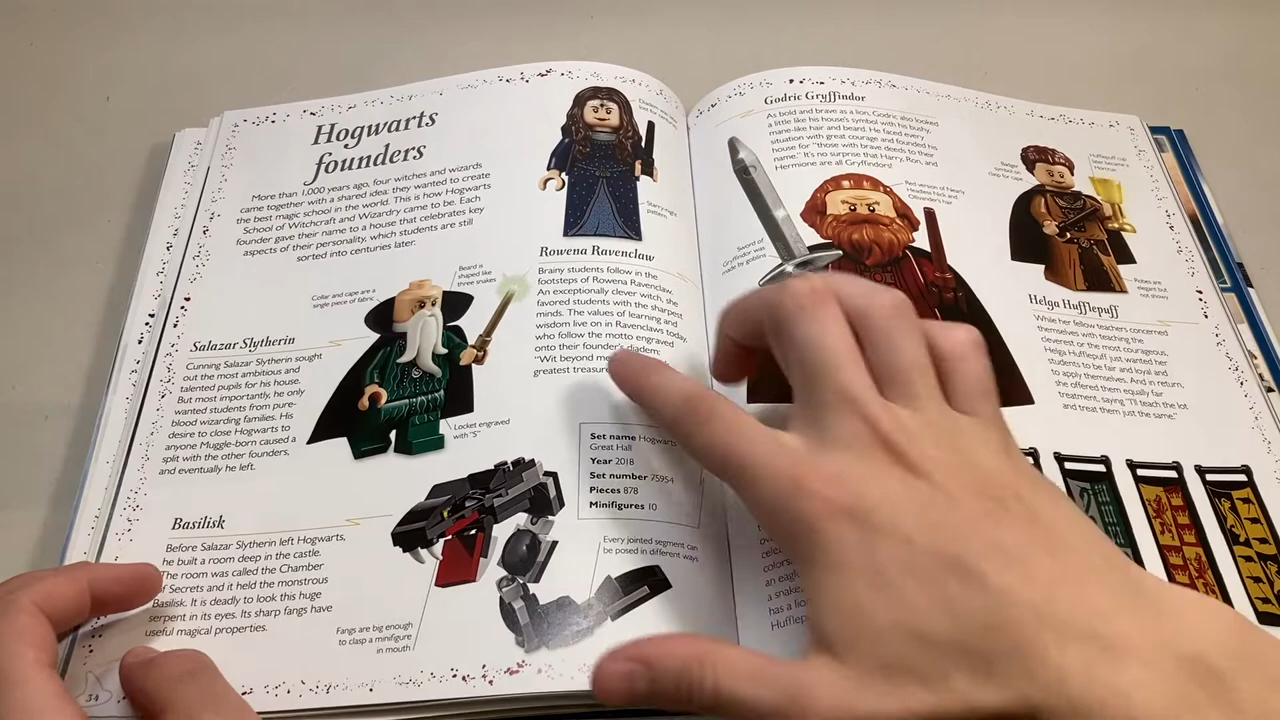 Hogwarts
founders
More than 1,000 years ago, four witches and wizards
came together with a shared idea: they wanted to create
the best magic school in the world. This is how Hogwarts
School of Witchcraft and Wizardry came to be. Each
founder gave their name to a house that celebrates key
aspects of their personality, which students are still
sorted into centuries later.
Starry-night
pattern
Rowena Ravenclaw
Brainy students follow in the
footsteps of Rowena Ravenclaw.
An exceptionally clever witch, she
favored students with the sharpest
minds. The values of learning and
wisdom live on in Ravenclaws today,
who follow the motto engraved
onto their founder's diadem:
"Wit beyond
greatest treasure
Collar and cape are a
single piece of fabric
Beard is
shaped like
three snakes
Salazar Slytherin
Cunning Salazar Slytherin sought
out the most ambitious and
talented pupils for his house.
But most importantly, he only
wanted students from pure-
blood wizarding families. His
desire to close Hogwarts to
anyone Muggle-born caused a
split with the other founders,
and eventually he left.
Locket engraved
with "S"
Set name Hogwarts
Great Hall
Year 2018
Set number 75954
Pieces 878
Minifigures 10
Basilisk
Before Salazar Slytherin left Hogwarts,
he built a room deep in the castle.
The room was called the Chamber
of Secrets and it held the monstrous
Basilisk. It is deadly to look this huge
serpent in its eyes. Its sharp fangs have
useful magical properties.
Every jointed segment can
be posed in different ways
Fangs are big enough
to clasp a minifigure
in mouth
34
Godric Gryffindor
As bold and brave as a lion, Godric also looked
a little like his house's symbol with his bushy,
mane-like hair and beard. He faced every
situation with great courage and founded his
house for "those with brave deeds to their
name." It's no surprise that Harry, Ron, and
Hermione are all Gryffindors!
Red version of Nearly
Headless Nick and
Ollivander's hair
Sword of
Gryffindor was
made by goblins
Badger
symbol on
clasp for cape
Hufflepuff cup
later became a
Horcrux
Robes are
elegant but
not showy
Helga Hufflepuff
While her fellow teachers concerned
themselves with teaching the
cleverest or the most courageous,
Helga Hufflepuff just wanted her
students to be fair and loyal and
to apply themselves. And in return,
she offered them equally fair
treatment, saying "I'll teach the lot
and treat them just the same."
colors
an eagl
a snake,
has a lio